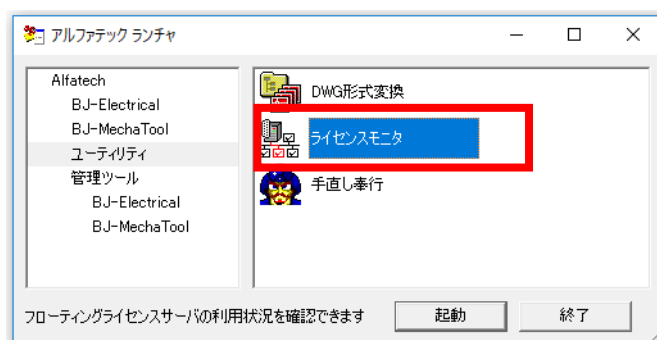 アルファテック ランチャ
Alfatech
BJ-Electrical
BJ-MechaTool
ユーティリティ
管理ツール
BJ-Electrical
BJ-MechaTool
DWG形式変換
ライセンスモニタ
手直し奉行
フローティングライセンスサーバの利用状況を確認できます
起動
終了